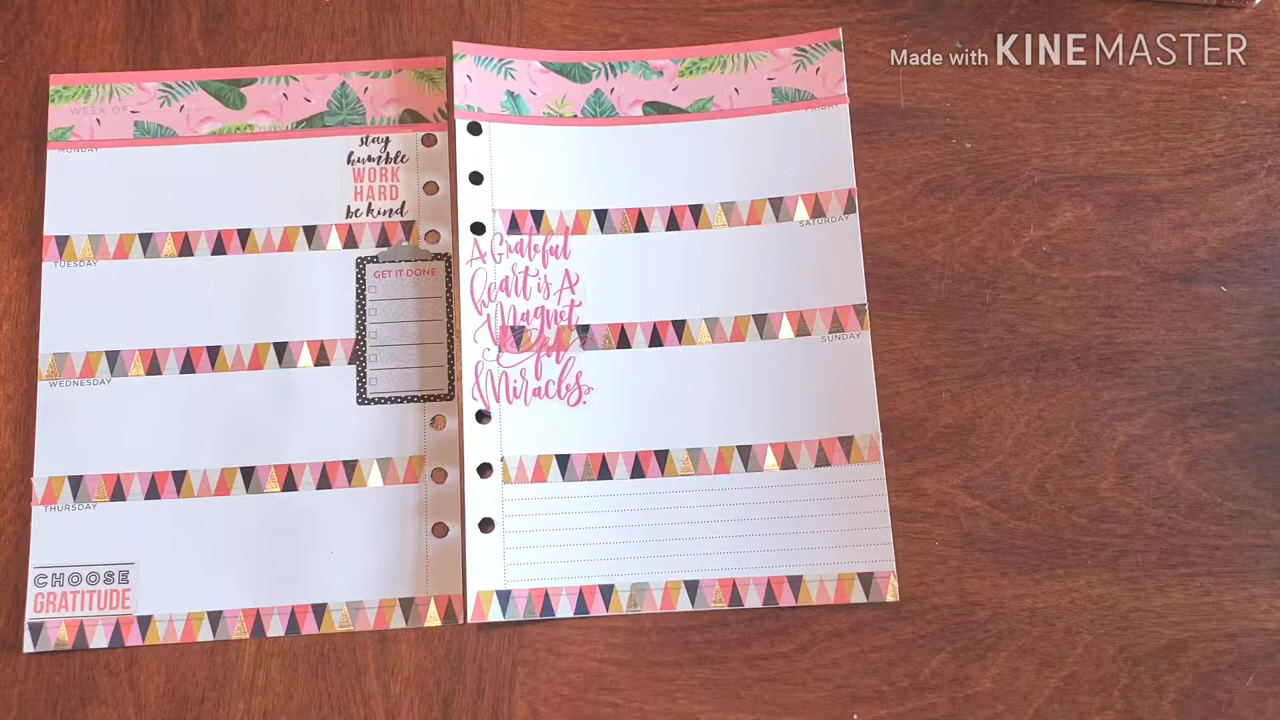 Made with KINEMASTER
WEEK OF
MONDAY
stay
humble
WORK
HARD
be kind
TUESDAY
GET IT DONE
WEDNESDAY
THURSDAY
CHOOSE
GRATITUDE
FRIDAY
SATURDAY
A Grateful
heart is A
Magnet
for
Miracles.
SUNDAY